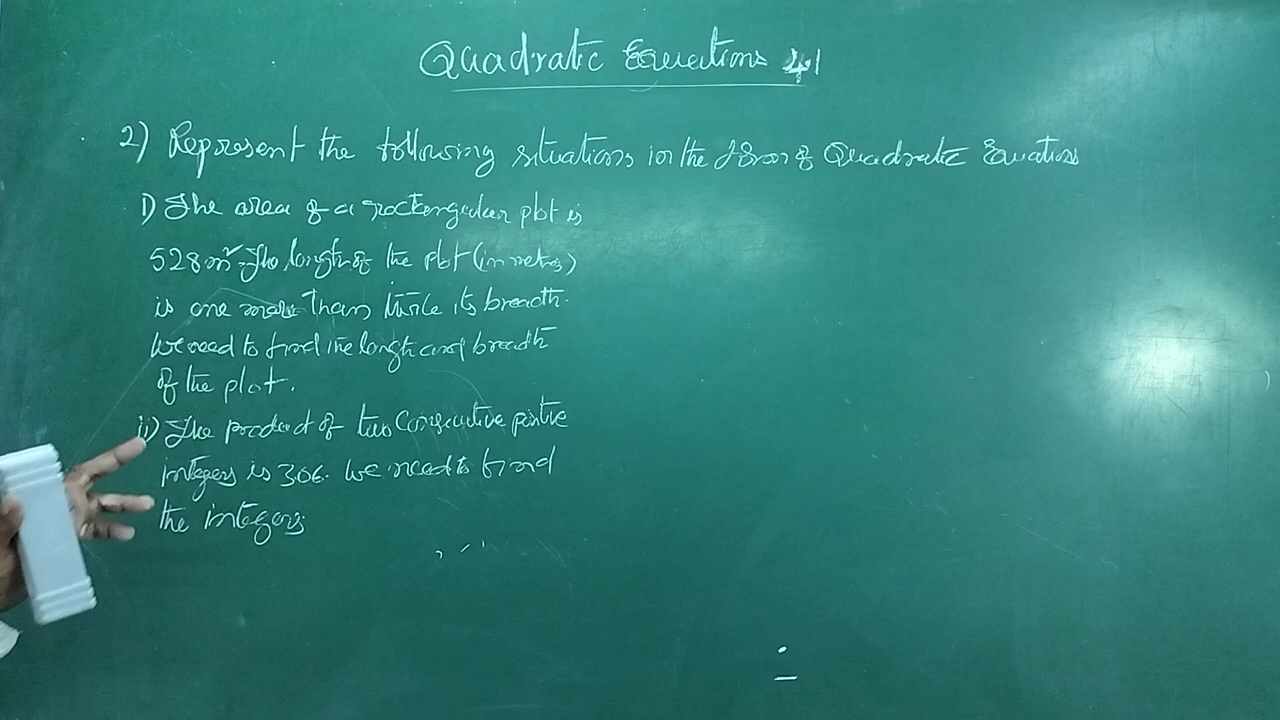 Quadratic Equations 4.1
2) Represent the following situations in the form of Quadratic Equations
i) The area of a rectangular plot is
528 m². The length of the plot (in metres)
is one more than twice its breadth.
We need to find the length and breadth
of the plot.
ii) The product of two Consecutive positive
integers is 306. We need to find
the integers